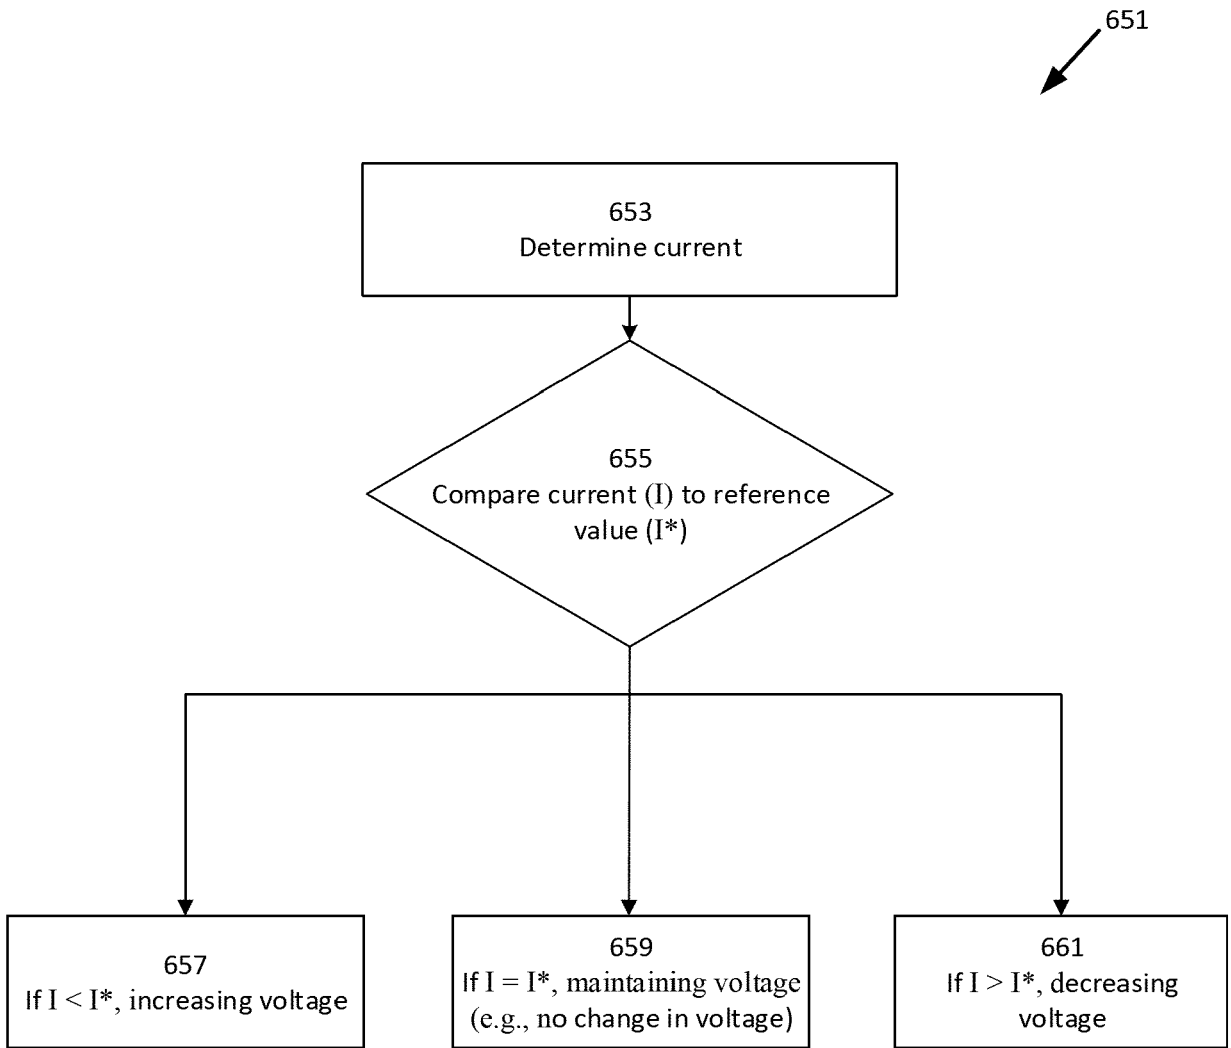 651
653
Determine current
655
Compare current (I) to reference
value (I*)
657
If I < I*, increasing voltage
659
If I = I*, maintaining voltage
(e.g., no change in voltage)
661
If I > I*, decreasing
voltage